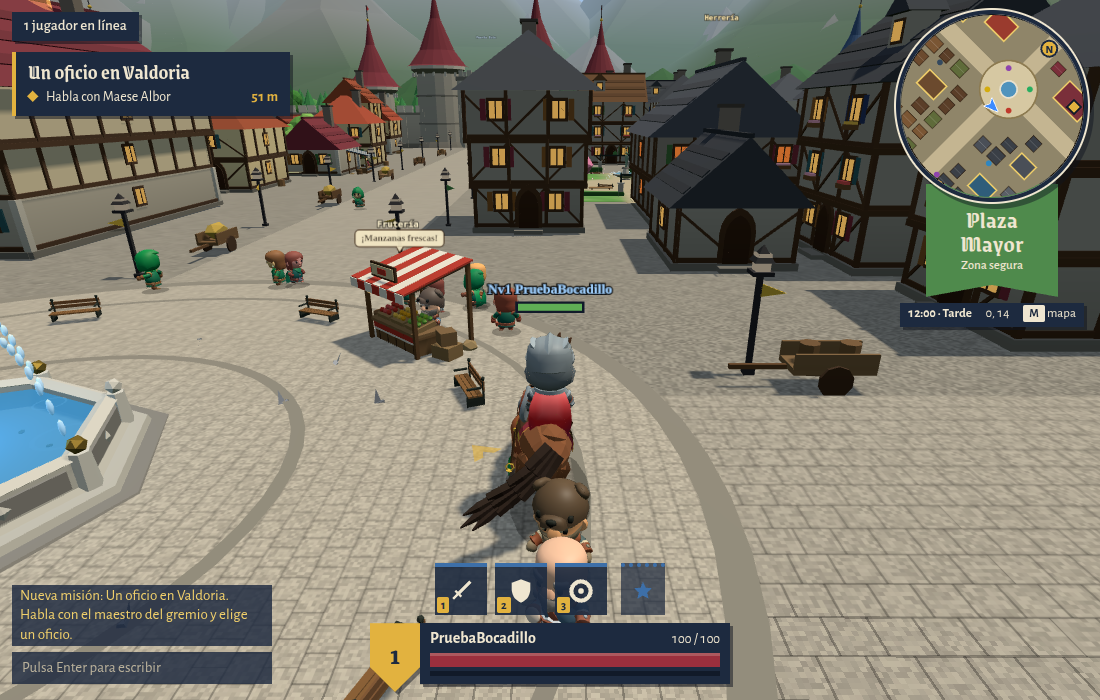 1 jugador en línea
Un oficio en Valdoria
Habla con Maese Albor 51 m
Herrería
N
Frutería
¡Manzanas frescas!
Nv1 PruebaBocadillo
Plaza
Mayor
Zona segura
12:00 · Tarde 0, 14 M mapa
Nueva misión: Un oficio en Valdoria.
Habla con el maestro del gremio y elige
un oficio.
Pulsa Enter para escribir
1 2 3
1
PruebaBocadillo 100 / 100